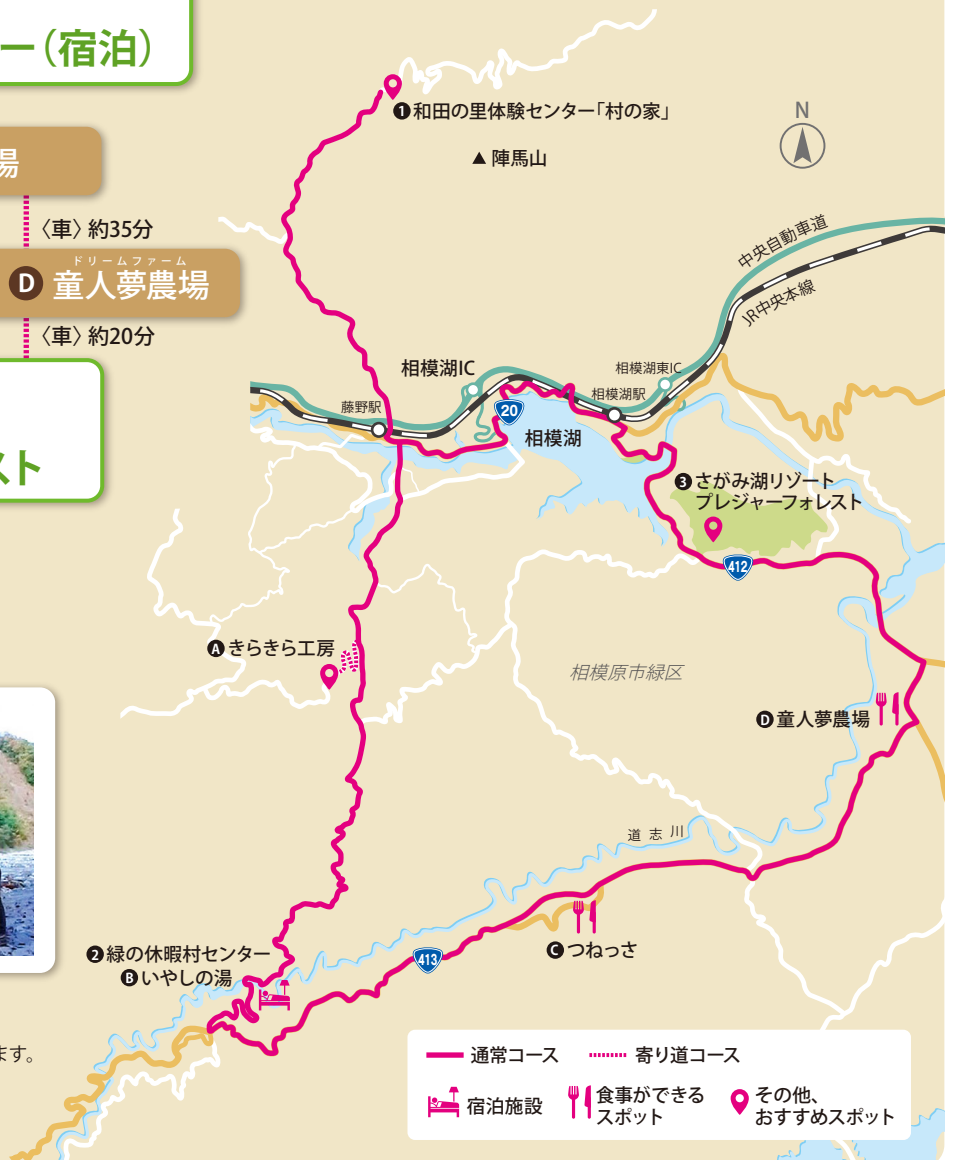 ー（宿泊）
場
〈車〉約35分
ドリームファーム
D 童人夢農場
〈車〉約20分
スト
ます。
❶和田の里体験センター「村の家」
▲ 陣馬山
N
中央自動車道
JR中央本線
相模湖IC
相模湖東IC
相模湖駅
藤野駅
20
相模湖
❸さがみ湖リゾート
プレジャーフォレスト
412
Aきらきら工房
相模原市緑区
D童人夢農場
道志川
❷緑の休暇村センター
Bいやしの湯
413
Cつねっさ
通常コース
寄り道コース
宿泊施設
食事ができる
スポット
その他、
おすすめスポット